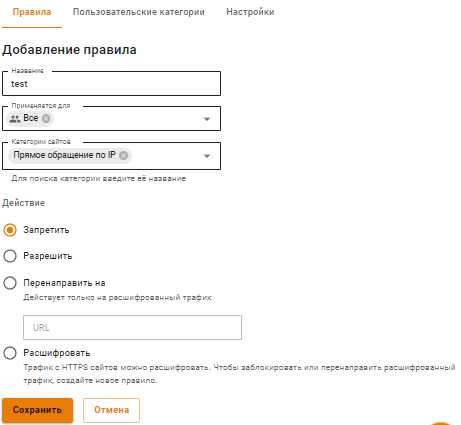 Правила Пользовательские категории Настройки
Добавление правила
Название
test
Применяется для
Все
Категории сайтов
Прямое обращение по IP
Для поиска категории введите её название
Действие
Запретить
Разрешить
Перенаправить на
Действует только на расшифрованный трафик
URL
Расшифровать
Трафик с HTTPS сайтов можно расшифровать. Чтобы заблокировать или перенаправить расшифрованный
трафик, создайте новое правило.
Сохранить Отмена